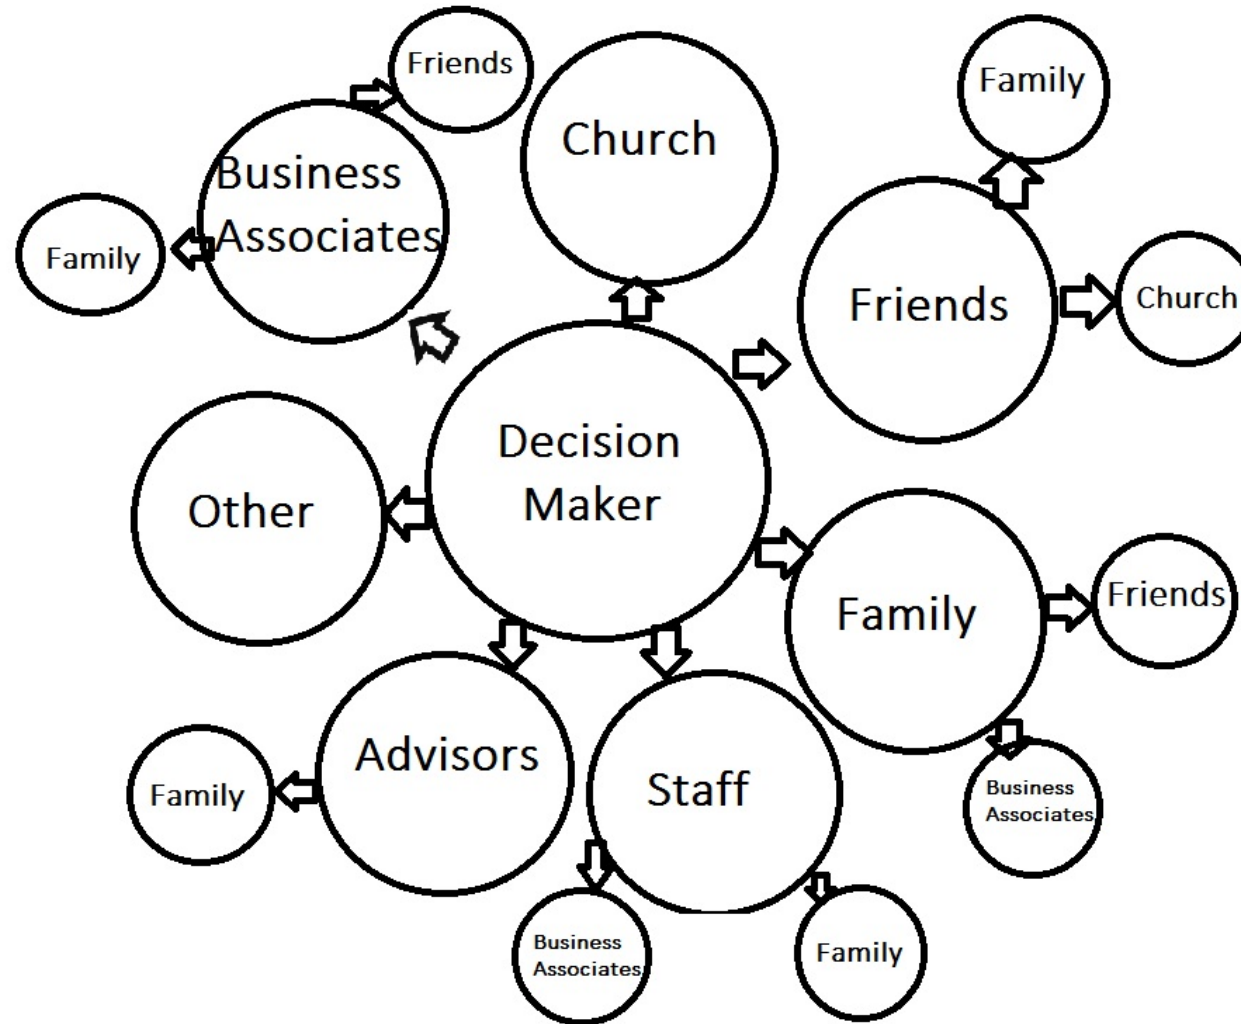 Friends
Family
Church
Business
Associates
Family
Friends
Church
Decision
Maker
Other
Family
Friends
Advisors
Staff
Family
Business
Associates
Business
Associates
Family